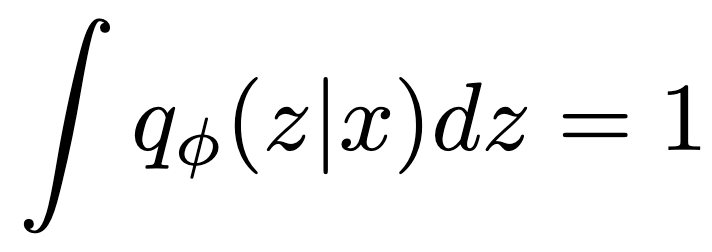 ∫ q_ϕ(z|x)dz = 1